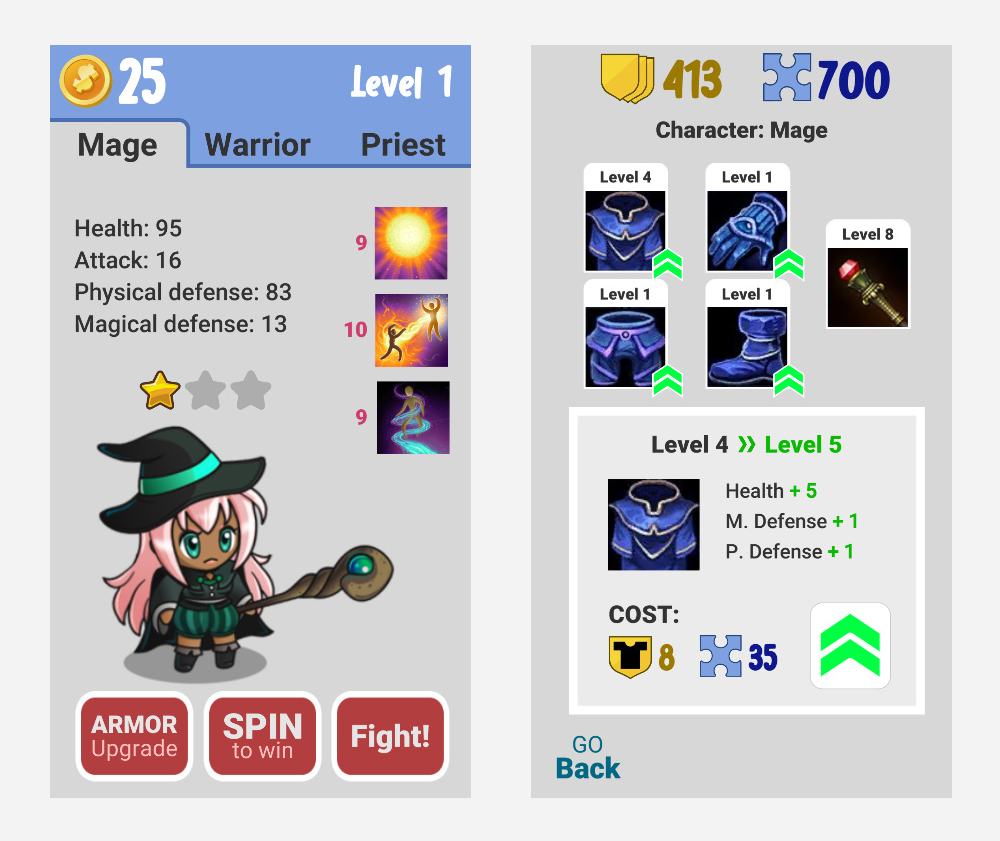 25
Level 1
Mage
Warrior
Priest
Health: 95
Attack: 16
Physical defense: 83
Magical defense: 13
9
10
9
ARMOR
Upgrade
SPIN
to win
Fight!
413
700
Character: Mage
Level 4
Level 1
Level 8
Level 1
Level 1
Level 4 » Level 5
Health + 5
M. Defense + 1
P. Defense + 1
COST:
8
35
GO
Back